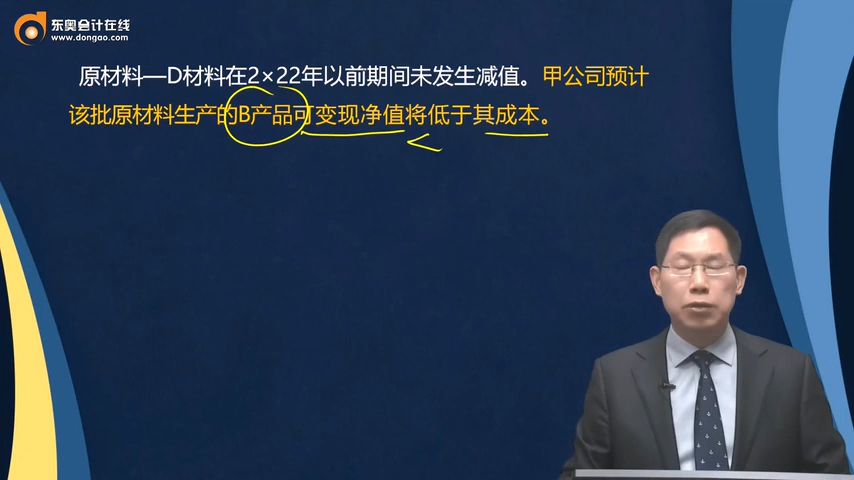 东奥会计在线
www.dongao.com
原材料—D材料在2×22年以前期间未发生减值。甲公司预计
该批原材料生产的B产品可变现净值将低于其成本。
<